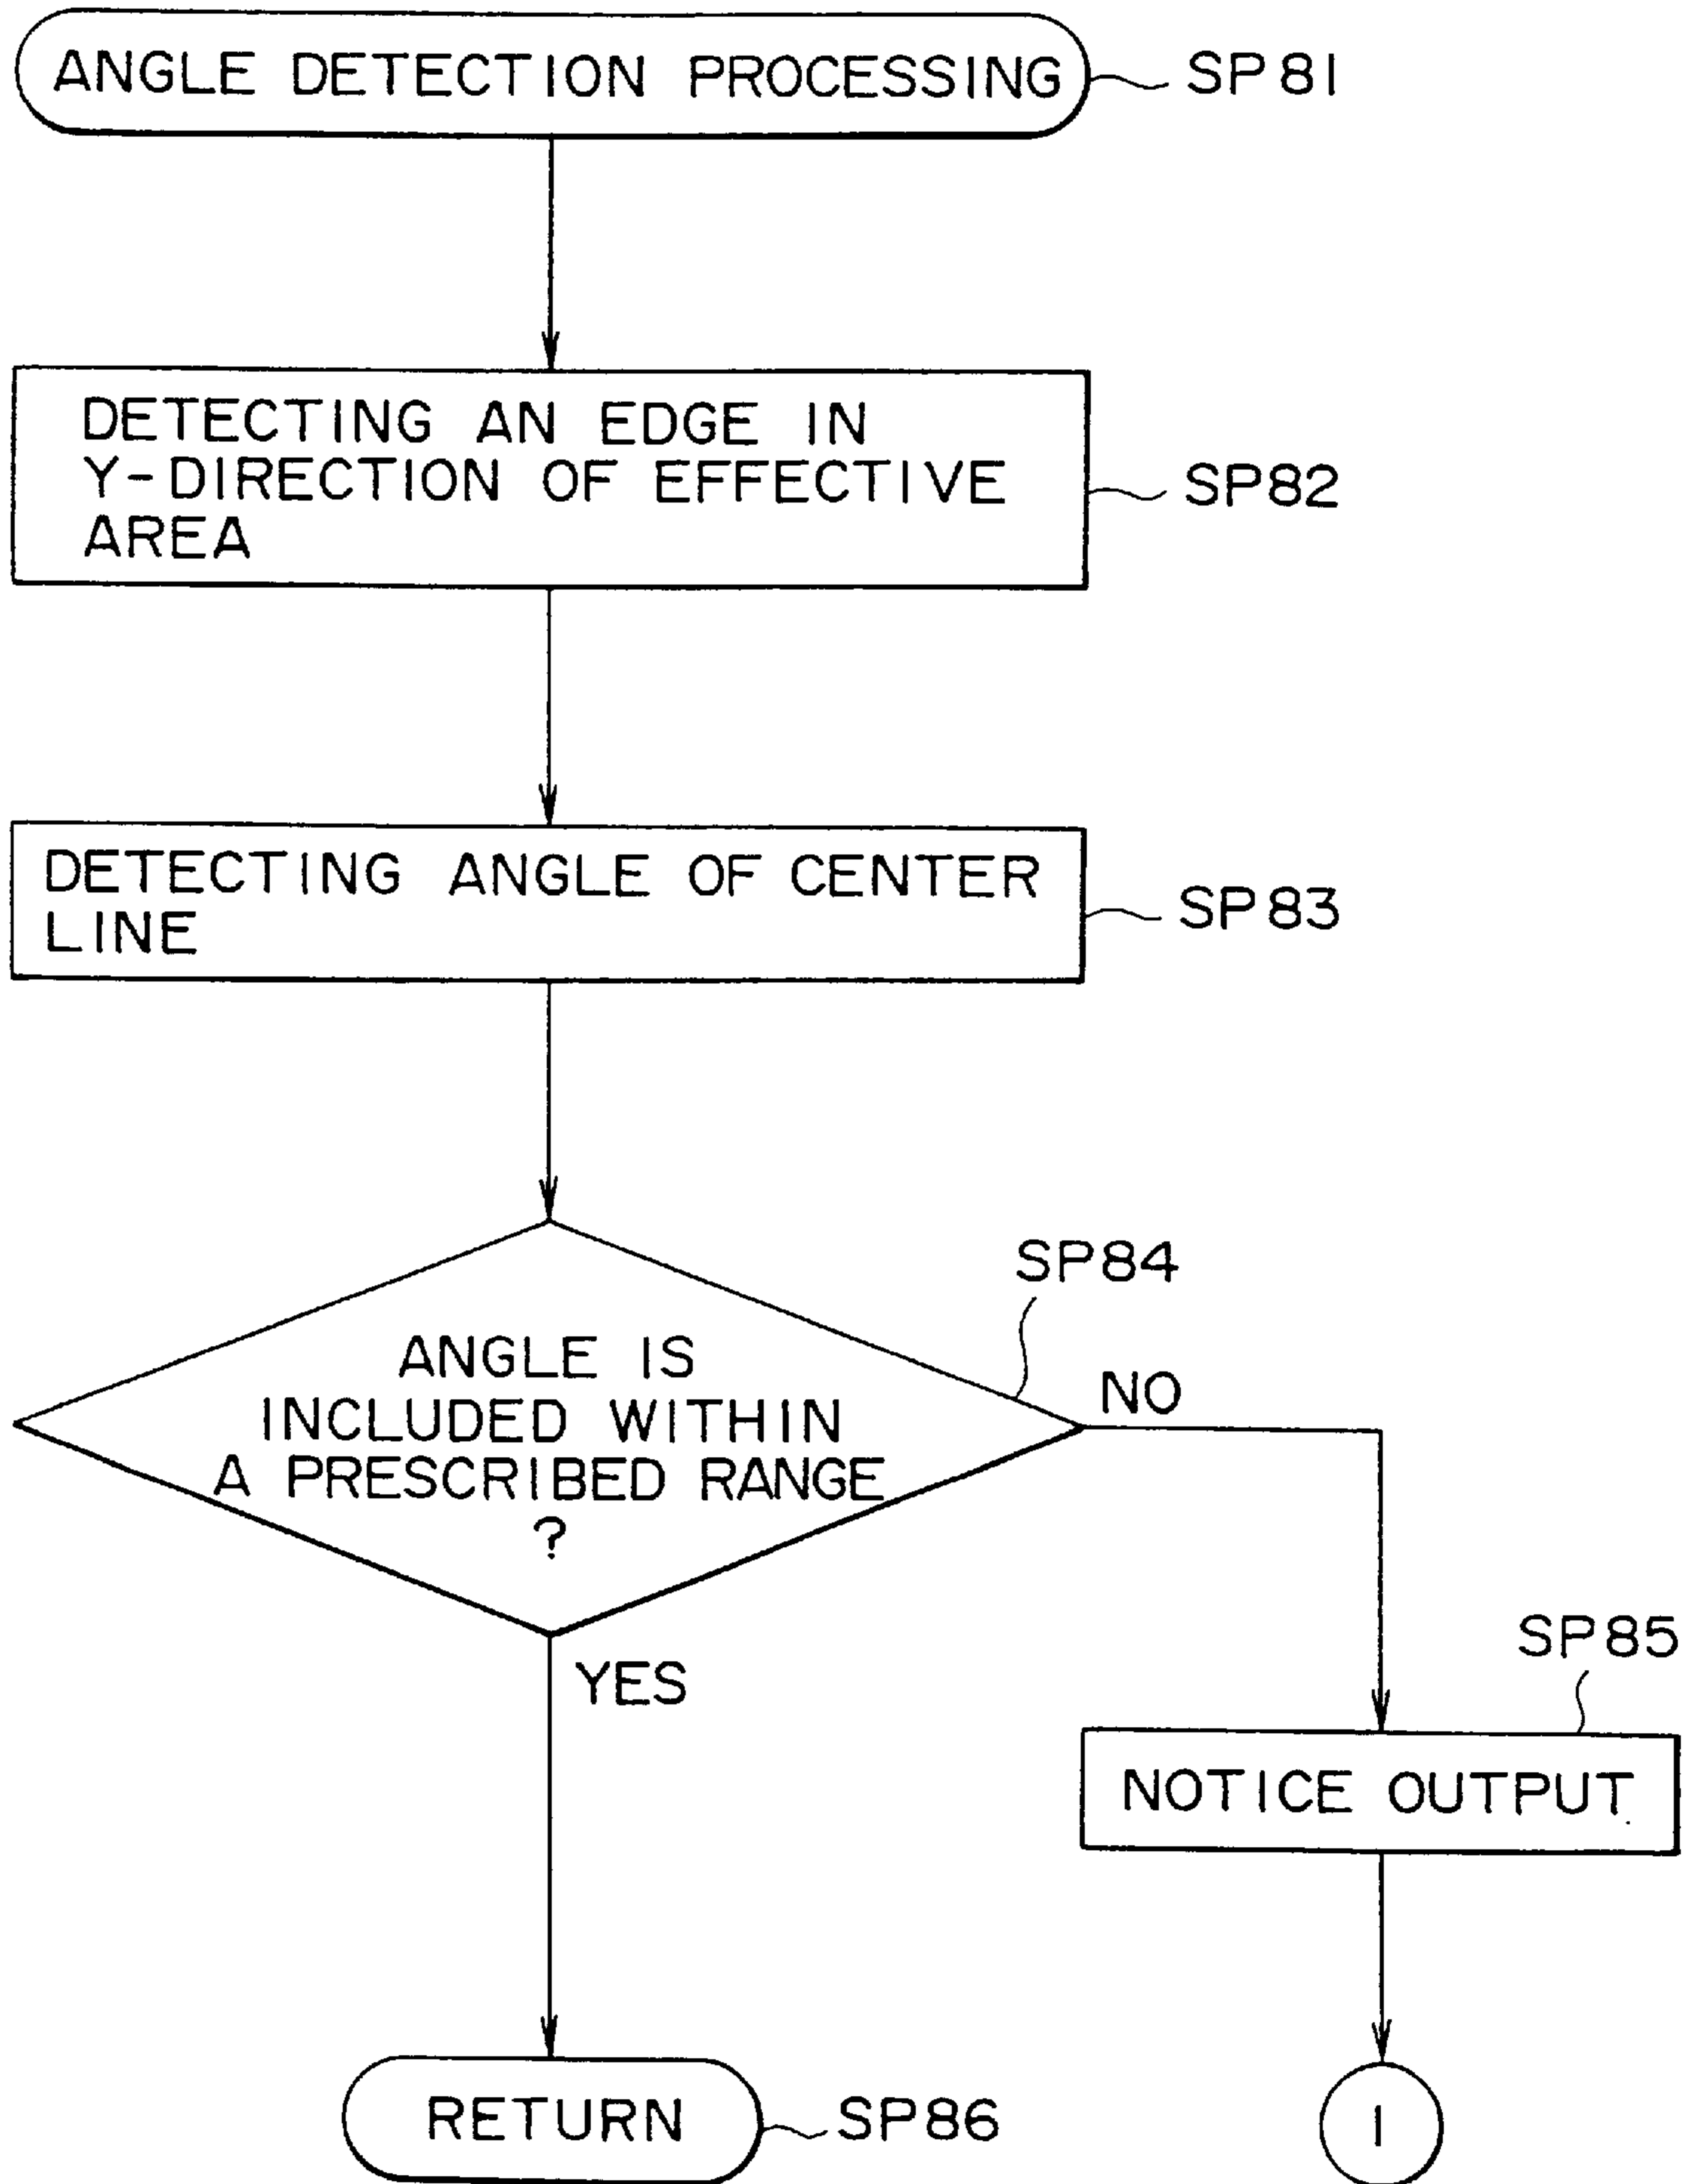 ANGLE DETECTION PROCESSING
SP81
DETECTING AN EDGE IN
Y-DIRECTION OF EFFECTIVE
AREA
SP82
DETECTING ANGLE OF CENTER
LINE
SP83
SP84
ANGLE IS
INCLUDED WITHIN
A PRESCRIBED RANGE
?
NO
YES
SP85
NOTICE OUTPUT
RETURN
SP86
1